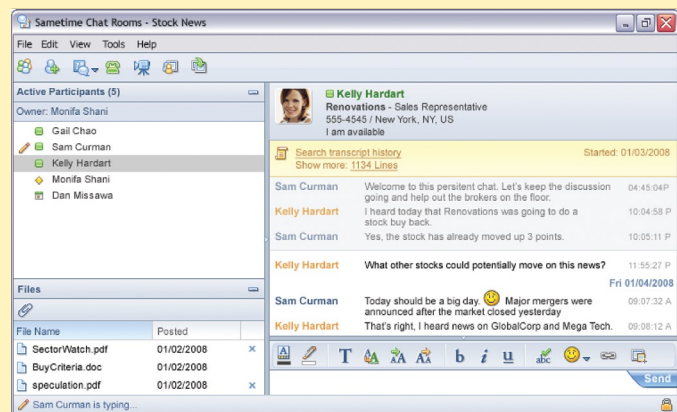 Sametime Chat Rooms - Stock News
File Edit View Tools Help
Active Participants (5)
Owner: Monifa Shani
Gail Chao
Sam Curman
Kelly Hardart
Monifa Shani
Dan Missawa
Files
File Name Posted
SectorWatch.pdf 01/02/2008
BuyCriteria.doc 01/02/2008
speculation.pdf 01/02/2008
Sam Curman is typing...
Kelly Hardart
Renovations - Sales Representative
555-4545 / New York, NY, US
I am available
Search transcript history Started: 01/03/2008
Show more: 1134 Lines
Sam Curman Welcome to this persitent chat. Let's keep the discussion 04:45:04P
going and help out the brokers on the floor.
Kelly Hardart I heard today that Renovations was going to do a 10:04:58 P
stock buy back.
Sam Curman Yes, the stock has already moved up 3 points. 10:05:11 P
Kelly Hardart What other stocks could potentially move on this news? 11:55:27 P
Fri 01/04/2008
Sam Curman Today should be a big day. Major mergers were 09:07:32 A
announced after the market closed yesterday
Kelly Hardart That's right, I heard news on GlobalCorp and Mega Tech. 09:08:12 A
A T AA AA AA b i u abc
Send